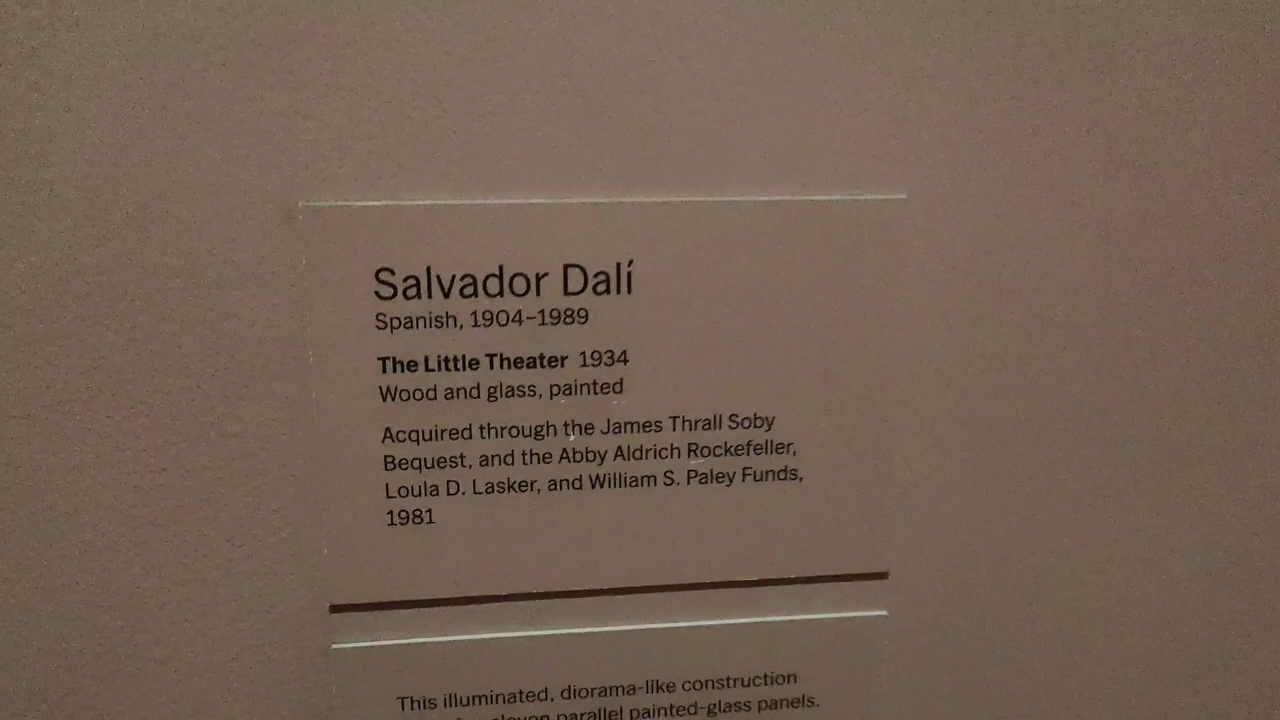 Salvador Dalí
Spanish, 1904–1989
The Little Theater 1934
Wood and glass, painted
Acquired through the James Thrall Soby
Bequest, and the Abby Aldrich Rockefeller,
Loula D. Lasker, and William S. Paley Funds,
1981
This illuminated, diorama-like construction
eleven parallel painted-glass panels.